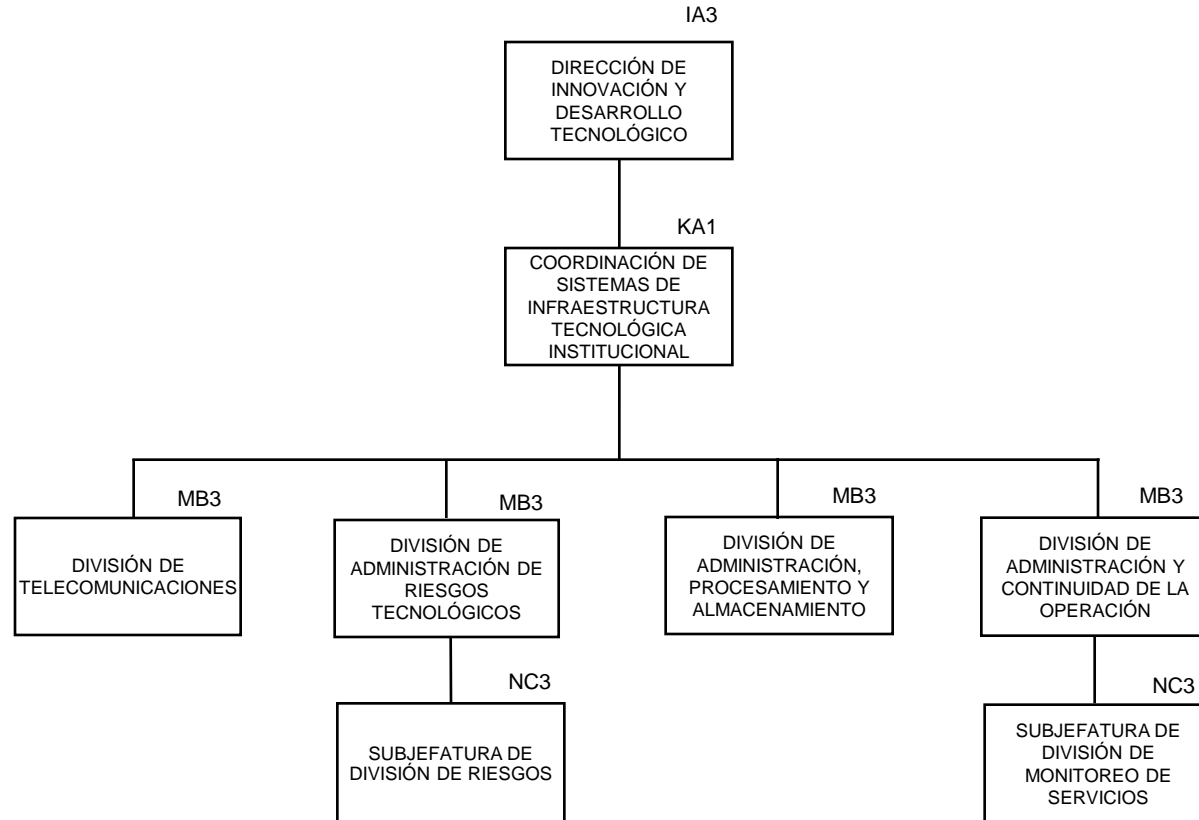 IA3
DIRECCIÓN DE
INNOVACIÓN Y
DESARROLLO
TECNOLÓGICO
KA1
COORDINACIÓN DE
SISTEMAS DE
INFRAESTRUCTURA
TECNOLÓGICA
INSTITUCIONAL
MB3
DIVISIÓN DE
TELECOMUNICACIONES
MB3
DIVISIÓN DE
ADMINISTRACIÓN DE
RIESGOS
TECNOLÓGICOS
MB3
DIVISIÓN DE
ADMINISTRACIÓN,
PROCESAMIENTO Y
ALMACENAMIENTO
MB3
DIVISIÓN DE
ADMINISTRACIÓN Y
CONTINUIDAD DE LA
OPERACIÓN
NC3
SUBJEFATURA DE
DIVISIÓN DE RIESGOS
NC3
SUBJEFATURA DE
DIVISIÓN DE
MONITOREO DE
SERVICIOS